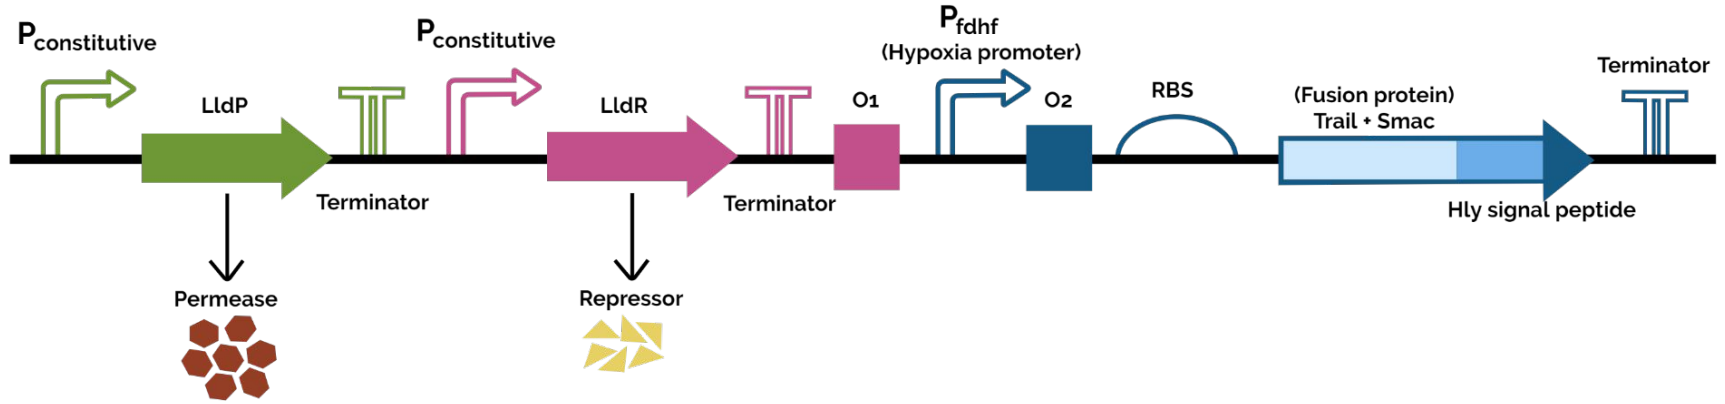 Pconstitutive
LldP
Terminator
Permease
Pconstitutive
LldR
Terminator
Repressor
O1
Pfdhf
(Hypoxia promoter)
O2
RBS
(Fusion protein)
Trail + Smac
Hly signal peptide
Terminator